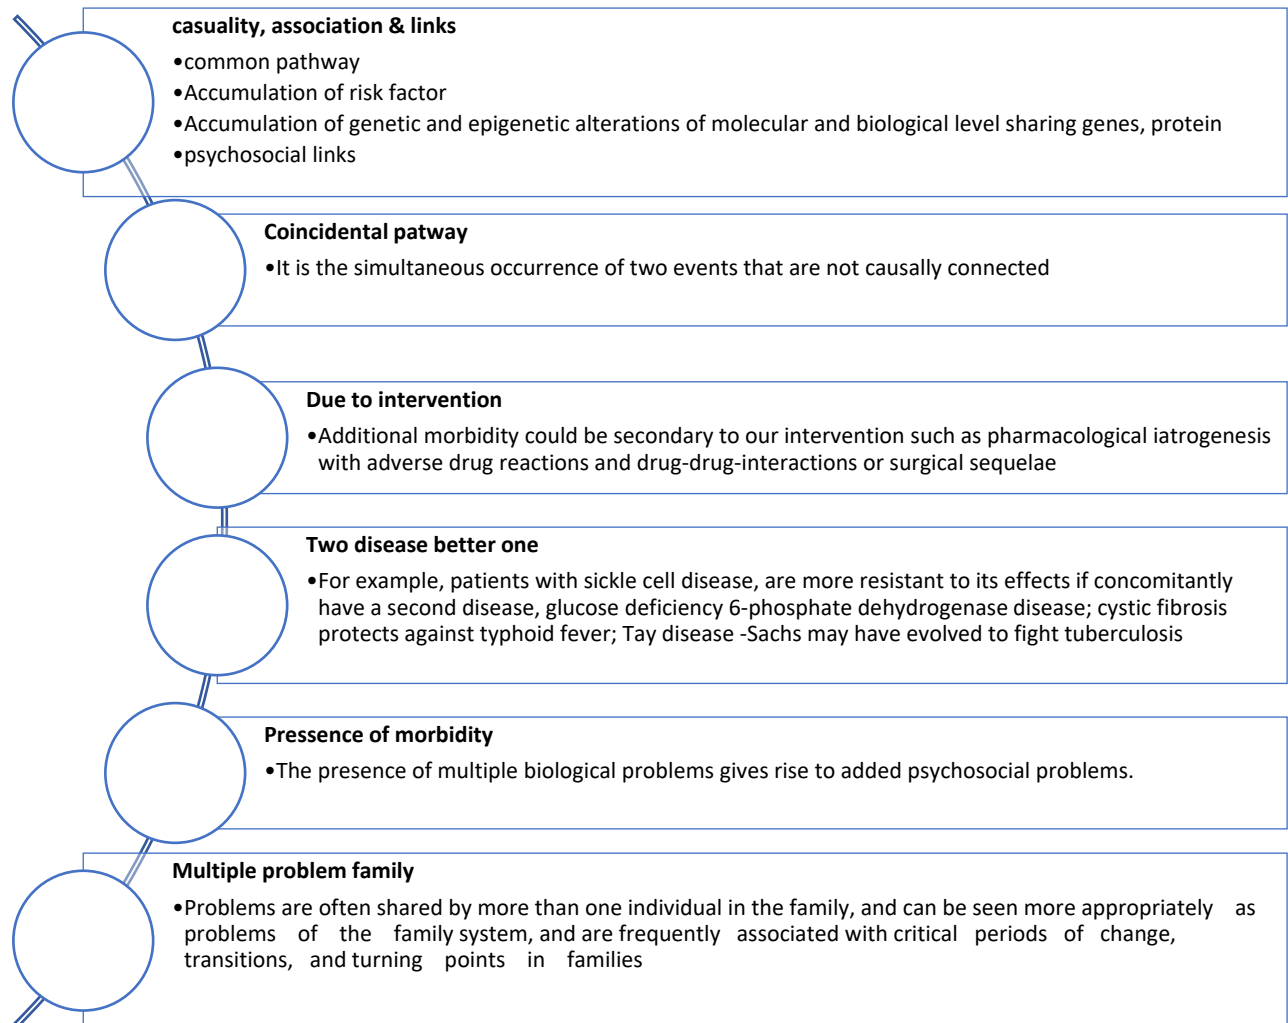 casuality, association & links
•common pathway
•Accumulation of risk factor
•Accumulation of genetic and epigenetic alterations of molecular and biological level sharing genes, protein
•psychosocial links
Coincidental patway
•It is the simultaneous occurrence of two events that are not causally connected
Due to intervention
•Additional morbidity could be secondary to our intervention such as pharmacological iatrogenesis
with adverse drug reactions and drug-drug-interactions or surgical sequelae
Two disease better one
•For example, patients with sickle cell disease, are more resistant to its effects if concomitantly
have a second disease, glucose deficiency 6-phosphate dehydrogenase disease; cystic fibrosis
protects against typhoid fever; Tay disease -Sachs may have evolved to fight tuberculosis
Pressence of morbidity
•The presence of multiple biological problems gives rise to added psychosocial problems.
Multiple problem family
•Problems are often shared by more than one individual in the family, and can be seen more appropriately as
problems of the family system, and are frequently associated with critical periods of change,
transitions, and turning points in families